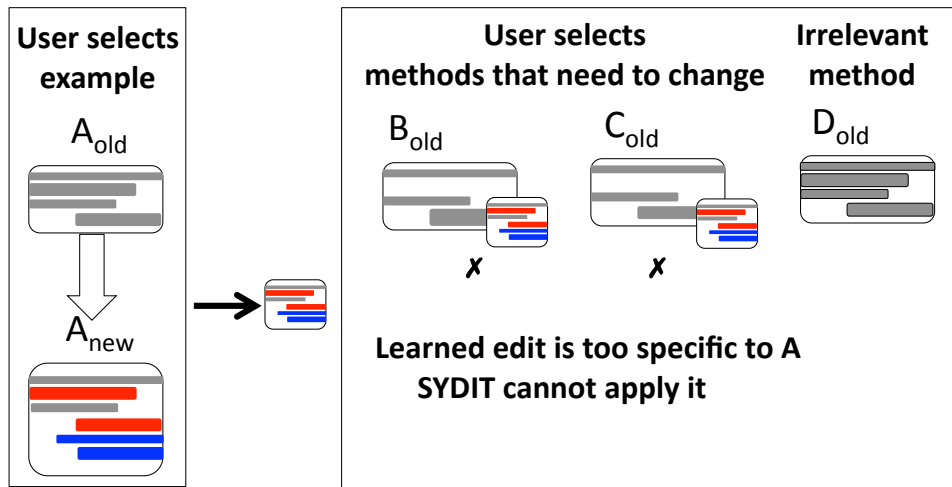 User selects
example
A_old
A_new
User selects
methods that need to change
Irrelevant
method
B_old
C_old
D_old
✗
✗
Learned edit is too specific to A
SYDIT cannot apply it